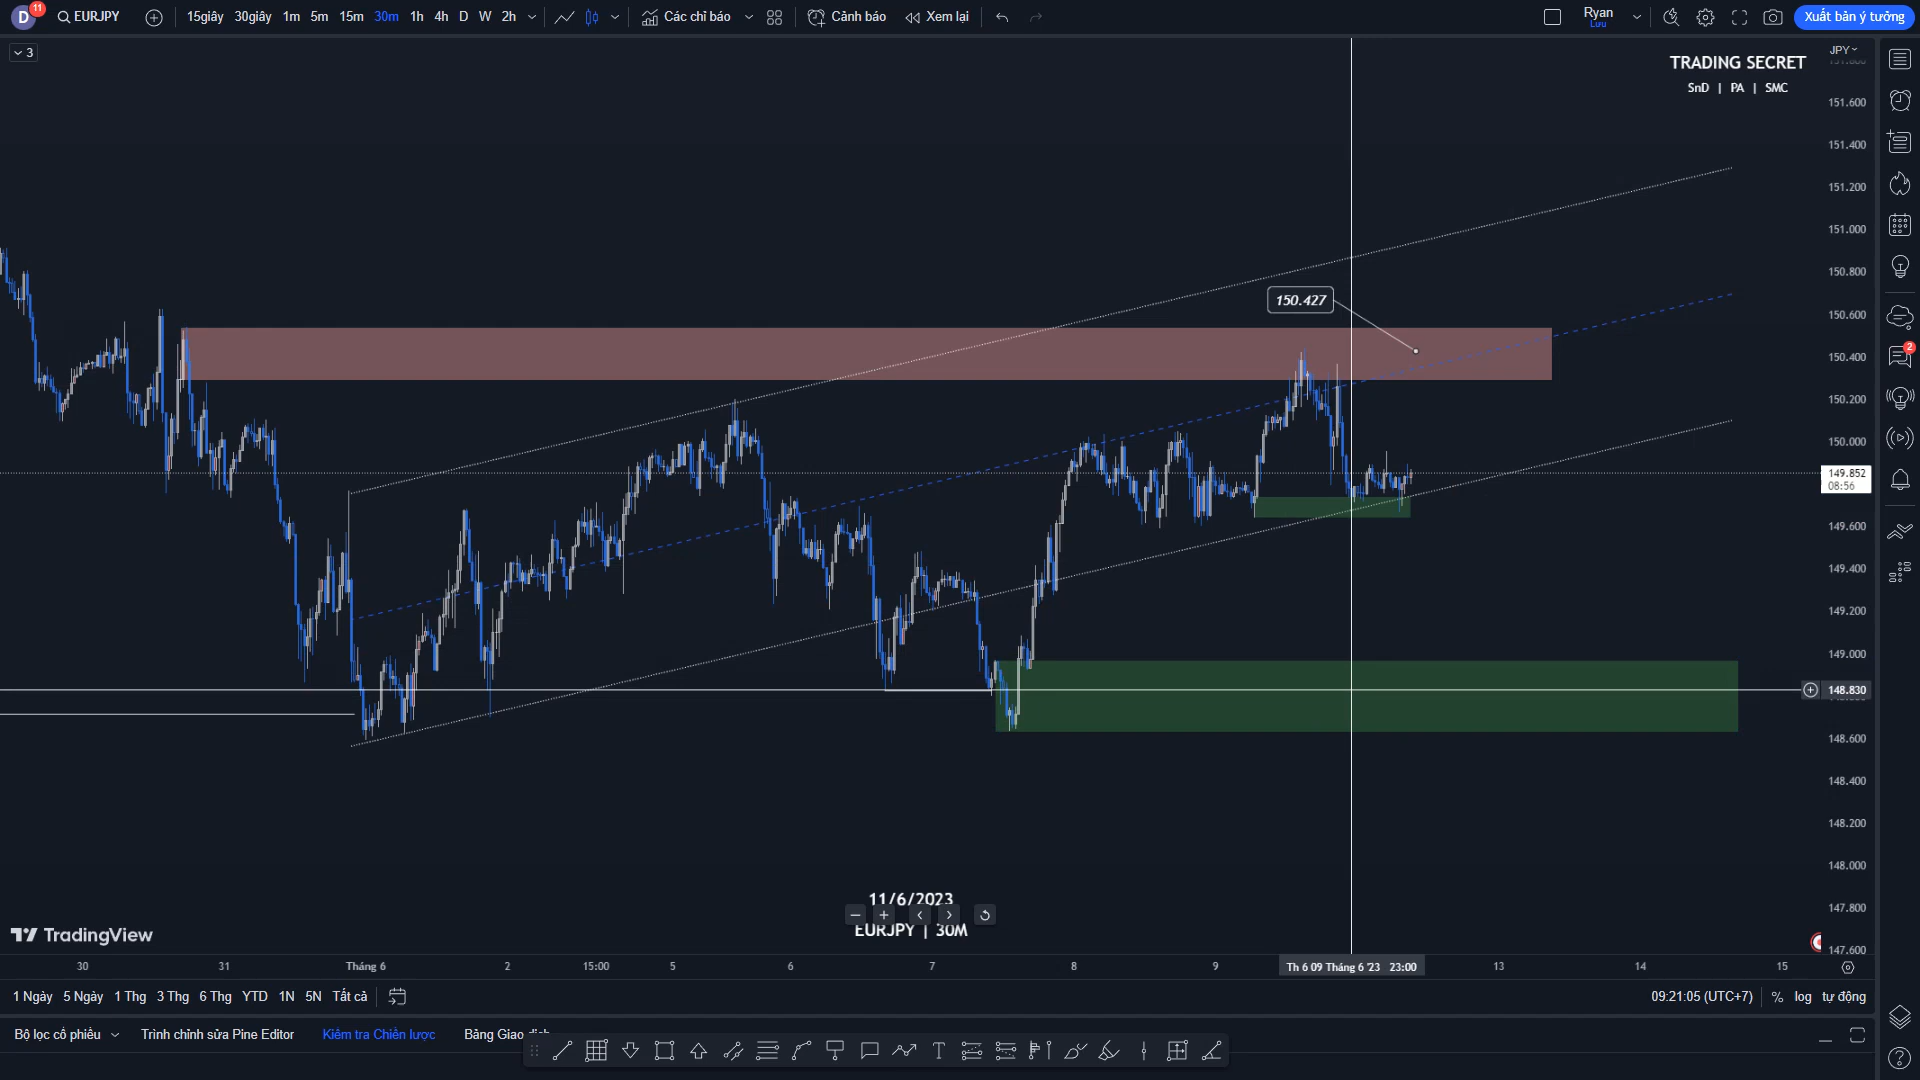 D 11 EURJPY 15giây 30giây 1m 5m 15m 30m 1h 4h D W 2h Các chỉ báo Cảnh báo Xem lại Ryan Lưu Xuất bản ý tưởng
3
JPY
TRADING SECRET
SnD | PA | SMC
151.600
151.400
151.200
151.000
150.800
150.600
150.427
150.400
150.200
150.000
149.852
08:56
149.600
149.400
149.200
149.000
148.830
148.600
148.400
148.200
148.000
147.800
147.600
2
11/6/2023
EURJPY | 30M
TradingView
30 31 Tháng 6 2 15:00 5 6 7 8 9 Th 6 09 Tháng 6 '23 23:00 13 14 15
1 Ngày 5 Ngày 1 Thg 3 Thg 6 Thg YTD 1N 5N Tất cả 09:21:05 (UTC+7) % log tự động
Bộ lọc cổ phiếu Trình chỉnh sửa Pine Editor Kiểm tra Chiến lược Bảng Giao dịch